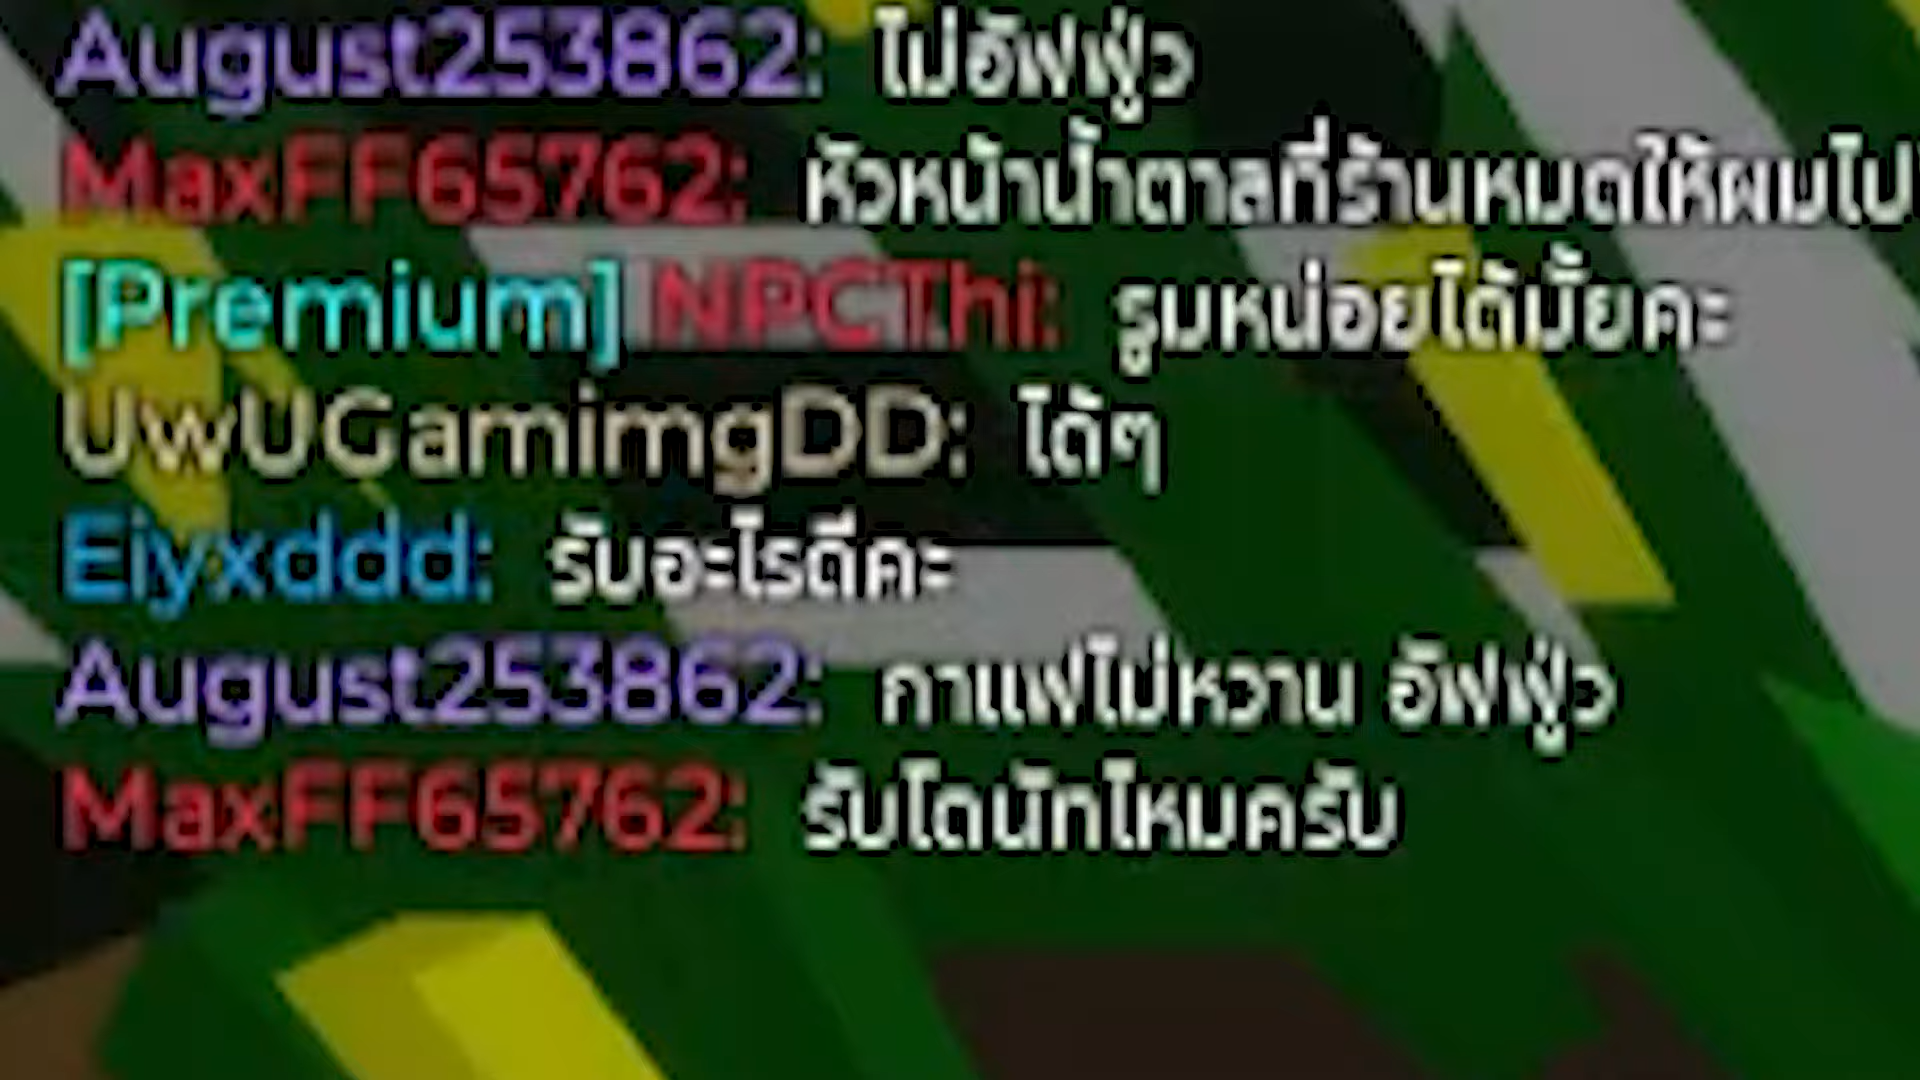 August253862: ไม่อัฟฟู่ว
MaxFF65762: หัวหน้าน้ำตาลที่ร้านหมดให้ผมไป
[Premium] NPCThi: รูมหน่อยได้มั้ยคะ
UwUGamimgDD: ได้ๆ
Eiyxddd: รับอะไรดีคะ
August253862: กาแฟไม่หวาน อัฟฟู่ว
MaxFF65762: รับโดนัทไหมครับ